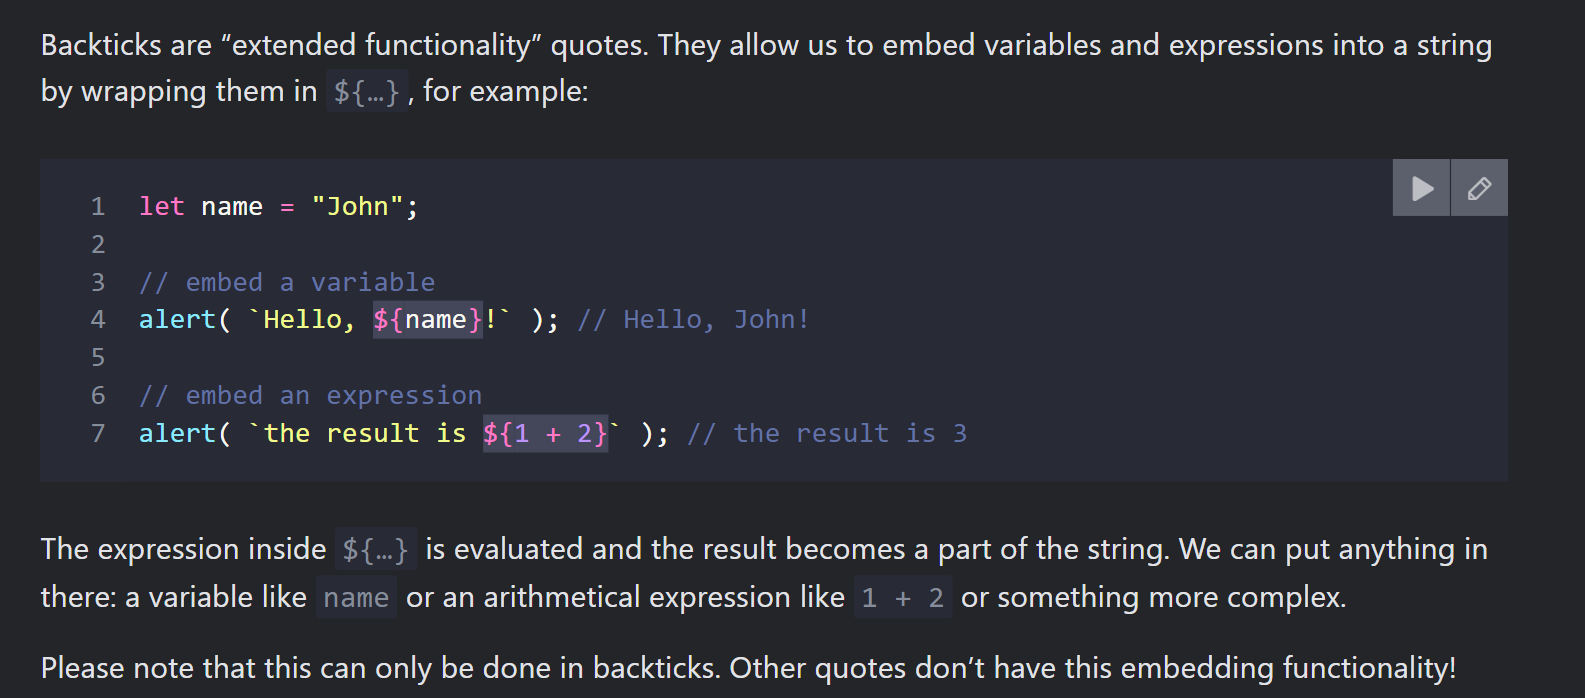 Backticks are “extended functionality” quotes. They allow us to embed variables and expressions into a string
by wrapping them in ${…}, for example:
1 let name = "John";
2
3 // embed a variable
4 alert( `Hello, ${name}!` ); // Hello, John!
5
6 // embed an expression
7 alert( `the result is ${1 + 2}` ); // the result is 3
The expression inside ${…} is evaluated and the result becomes a part of the string. We can put anything in
there: a variable like name or an arithmetical expression like 1 + 2 or something more complex.
Please note that this can only be done in backticks. Other quotes don’t have this embedding functionality!